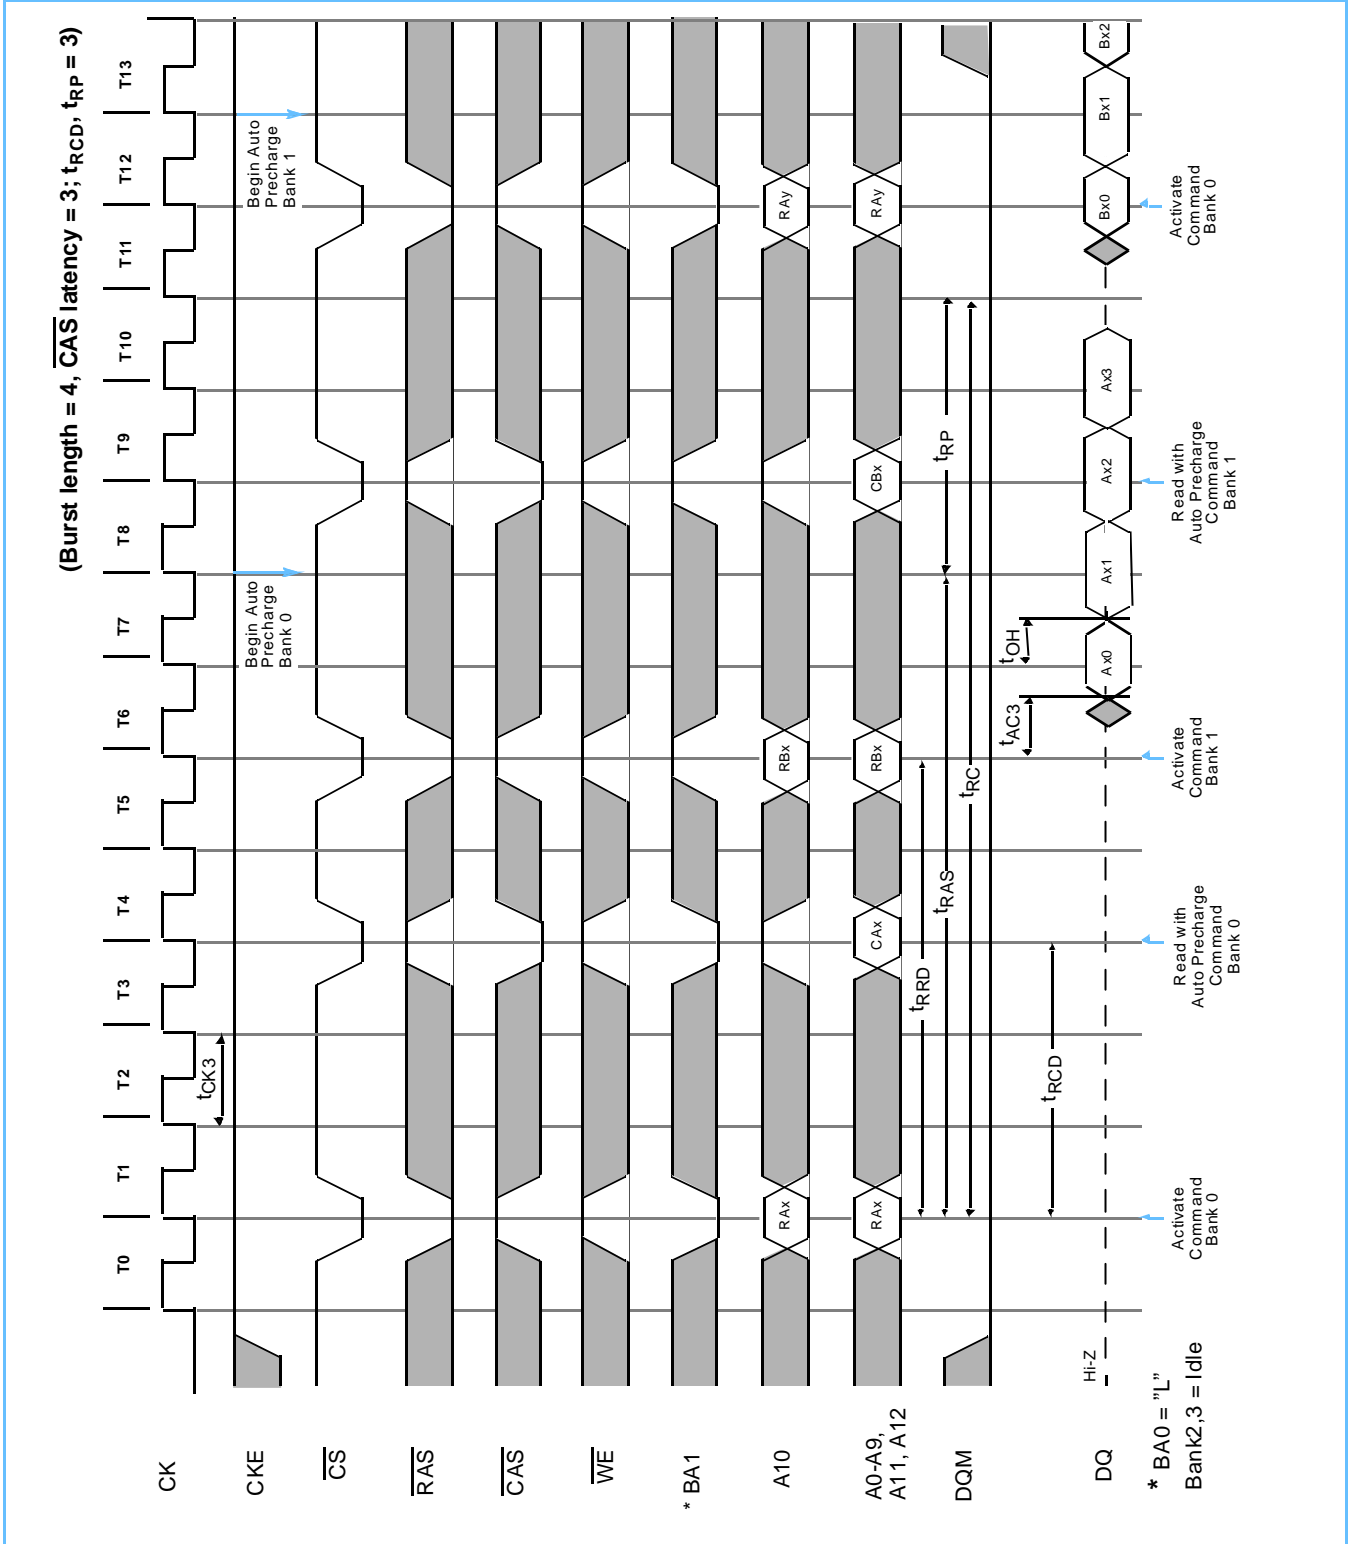 (Burst length = 4, CAS latency = 3; tRCD, tRP = 3)
T0 T1 T2 T3 T4 T5 T6 T7 T8 T9 T10 T11 T12 T13
CK
tCK3
CKE
Begin Auto
Precharge
Bank 0
Begin Auto
Precharge
Bank 1
CS
RAS
CAS
WE
* BA1
A10
RAx
RBx
RAy
A0-A9,
A11, A12
RAx
CAx
RBx
CBx
RAy
tRRD
tRAS
tRP
tRC
DQM
tRCD
tAC3
tOH
DQ
Hi-Z
Ax0
Ax1
Ax2
Ax3
Bx0
Bx1
Bx2
Activate
Command
Bank 0
Read with
Auto Precharge
Command
Bank 0
Activate
Command
Bank 1
Read with
Auto Precharge
Command
Bank 1
Activate
Command
Bank 0
* BA0 = ”L”
Bank2,3 = Idle